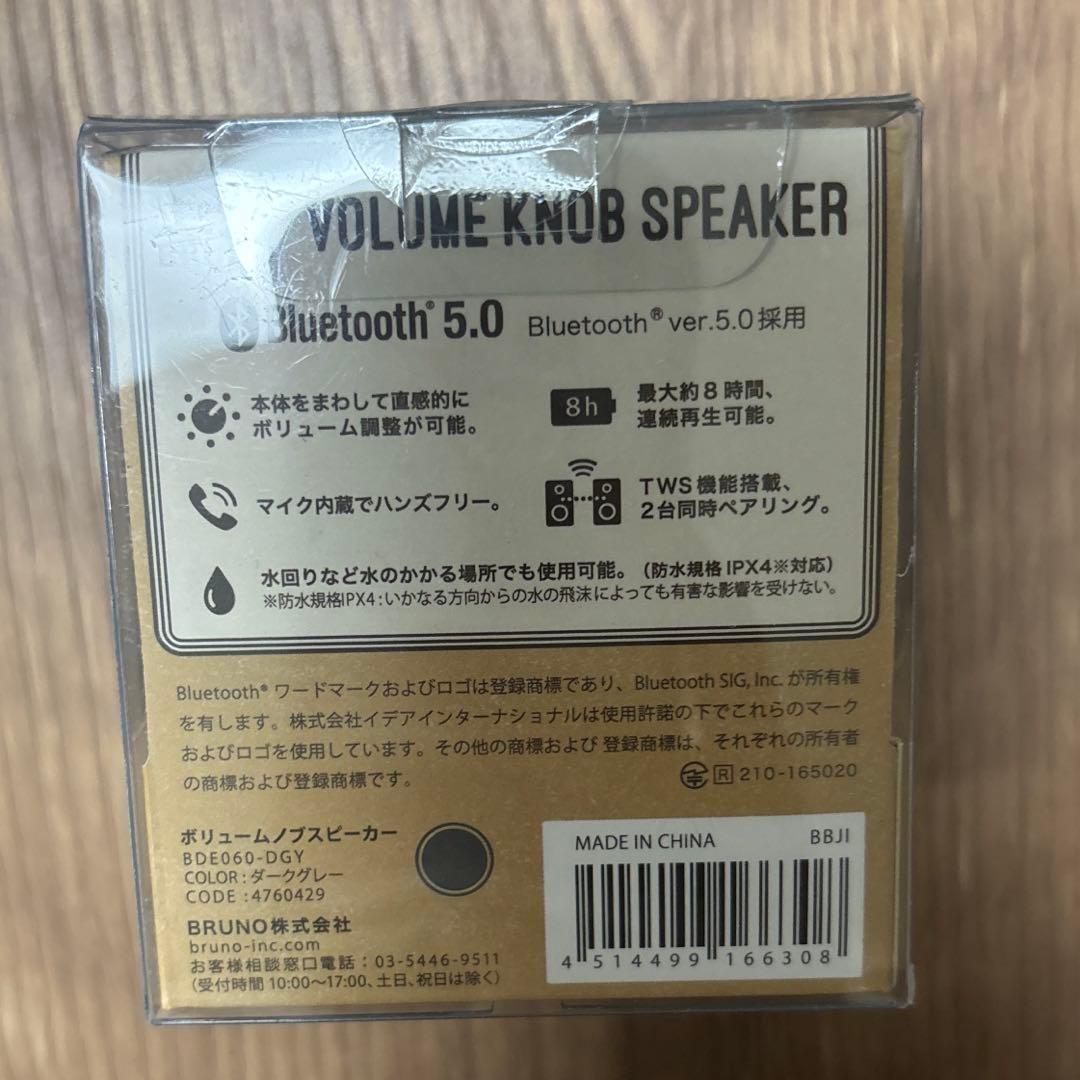 VOLUME KNOB SPEAKER
Bluetooth® 5.0 Bluetooth® ver.5.0採用
本体をまわして直感的に
ボリューム調整が可能。
8h
最大約8時間、
連続再生可能。
マイク内蔵でハンズフリー。
TWS機能搭載、
2台同時ペアリング。
水回りなど水のかかる場所でも使用可能。（防水規格IPX4※対応）
※防水規格IPX4：いかなる方向からの水の飛沫によっても有害な影響を受けない。
Bluetooth® ワードマークおよびロゴは登録商標であり、Bluetooth SIG, Inc. が所有権
を有します。株式会社イデアインターナショナルは使用許諾の下でこれらのマーク
およびロゴを使用しています。その他の商標および 登録商標は、それぞれの所有者
の商標および登録商標です。
R 210-165020
ボリュームノブスピーカー
BDE060-DGY
COLOR：ダークグレー
CODE：4760429
BRUNO株式会社
bruno-inc.com
お客様相談窓口電話：03-5446-9511
（受付時間 10:00〜17:00、土日、祝日は除く）
MADE IN CHINA BBJI
4 514499 166308